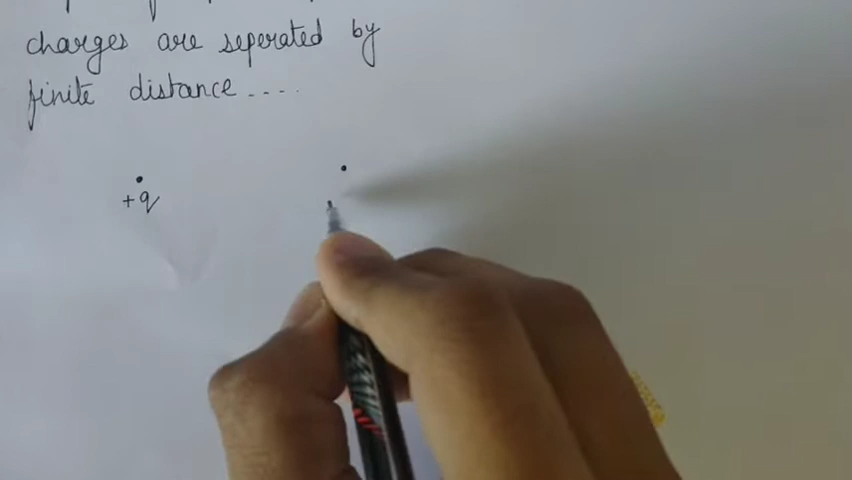 charges are seperated by
finite distance....
+q